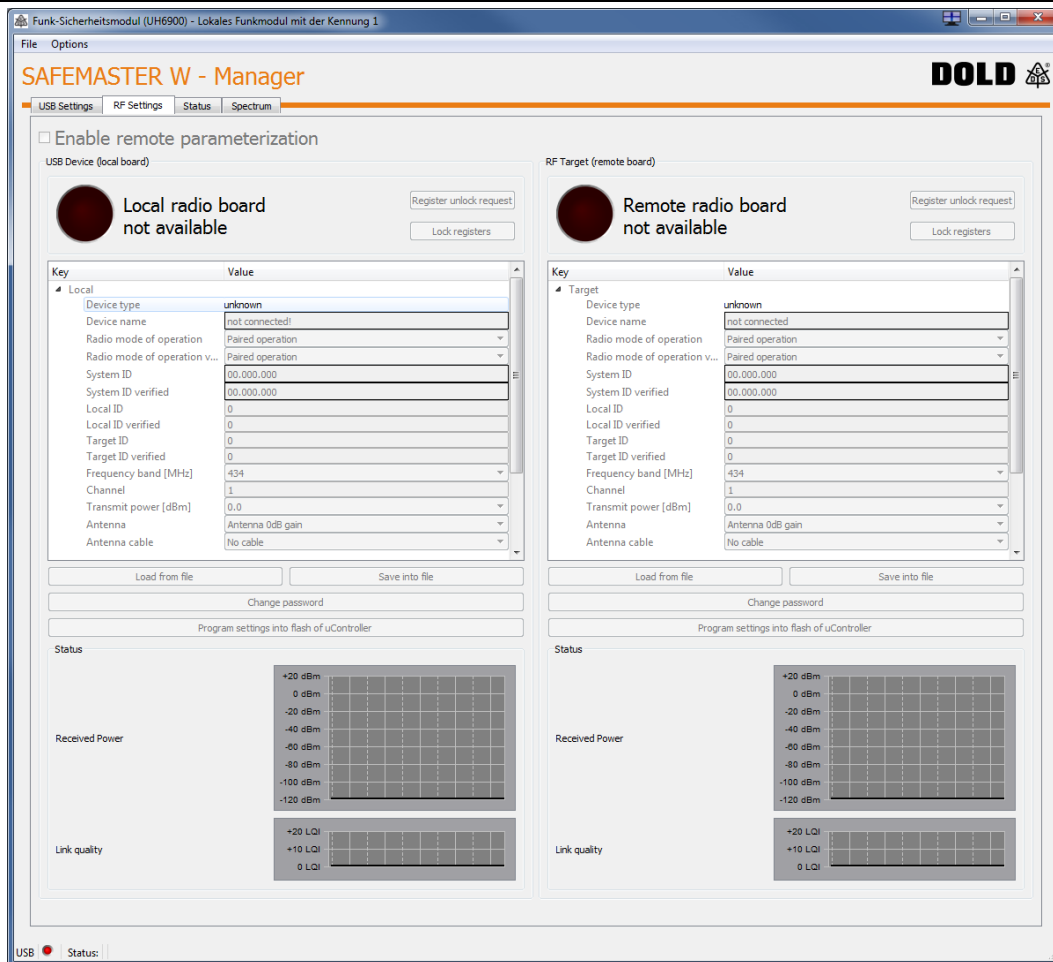 Funk-Sicherheitsmodul (UH6900) - Lokales Funkmodul mit der Kennung 1
File Options
SAFEMASTER W - Manager
DOLD
USB Settings RF Settings Status Spectrum
Enable remote parameterization
USB Device (local board)
Local radio board
not available
Register unlock request
Lock registers
Key Value
Local
Device type unknown
Device name not connected!
Radio mode of operation Paired operation
Radio mode of operation v... Paired operation
System ID 00.000.000
System ID verified 00.000.000
Local ID 0
Local ID verified 0
Target ID 0
Target ID verified 0
Frequency band [MHz] 434
Channel 1
Transmit power [dBm] 0.0
Antenna Antenna 0dB gain
Antenna cable No cable
Load from file Save into file
Change password
Program settings into flash of uController
Status
Received Power
+20 dBm
0 dBm
-20 dBm
-40 dBm
-60 dBm
-80 dBm
-100 dBm
-120 dBm
Link quality
+20 LQI
+10 LQI
0 LQI
RF Target (remote board)
Remote radio board
not available
Register unlock request
Lock registers
Key Value
Target
Device type unknown
Device name not connected
Radio mode of operation Paired operation
Radio mode of operation v... Paired operation
System ID 00.000.000
System ID verified 00.000.000
Local ID 0
Local ID verified 0
Target ID 0
Target ID verified 0
Frequency band [MHz] 434
Channel 1
Transmit power [dBm] 0.0
Antenna Antenna 0dB gain
Antenna cable No cable
Load from file Save into file
Change password
Program settings into flash of uController
Status
Received Power
+20 dBm
0 dBm
-20 dBm
-40 dBm
-60 dBm
-80 dBm
-100 dBm
-120 dBm
Link quality
+20 LQI
+10 LQI
0 LQI
USB Status: